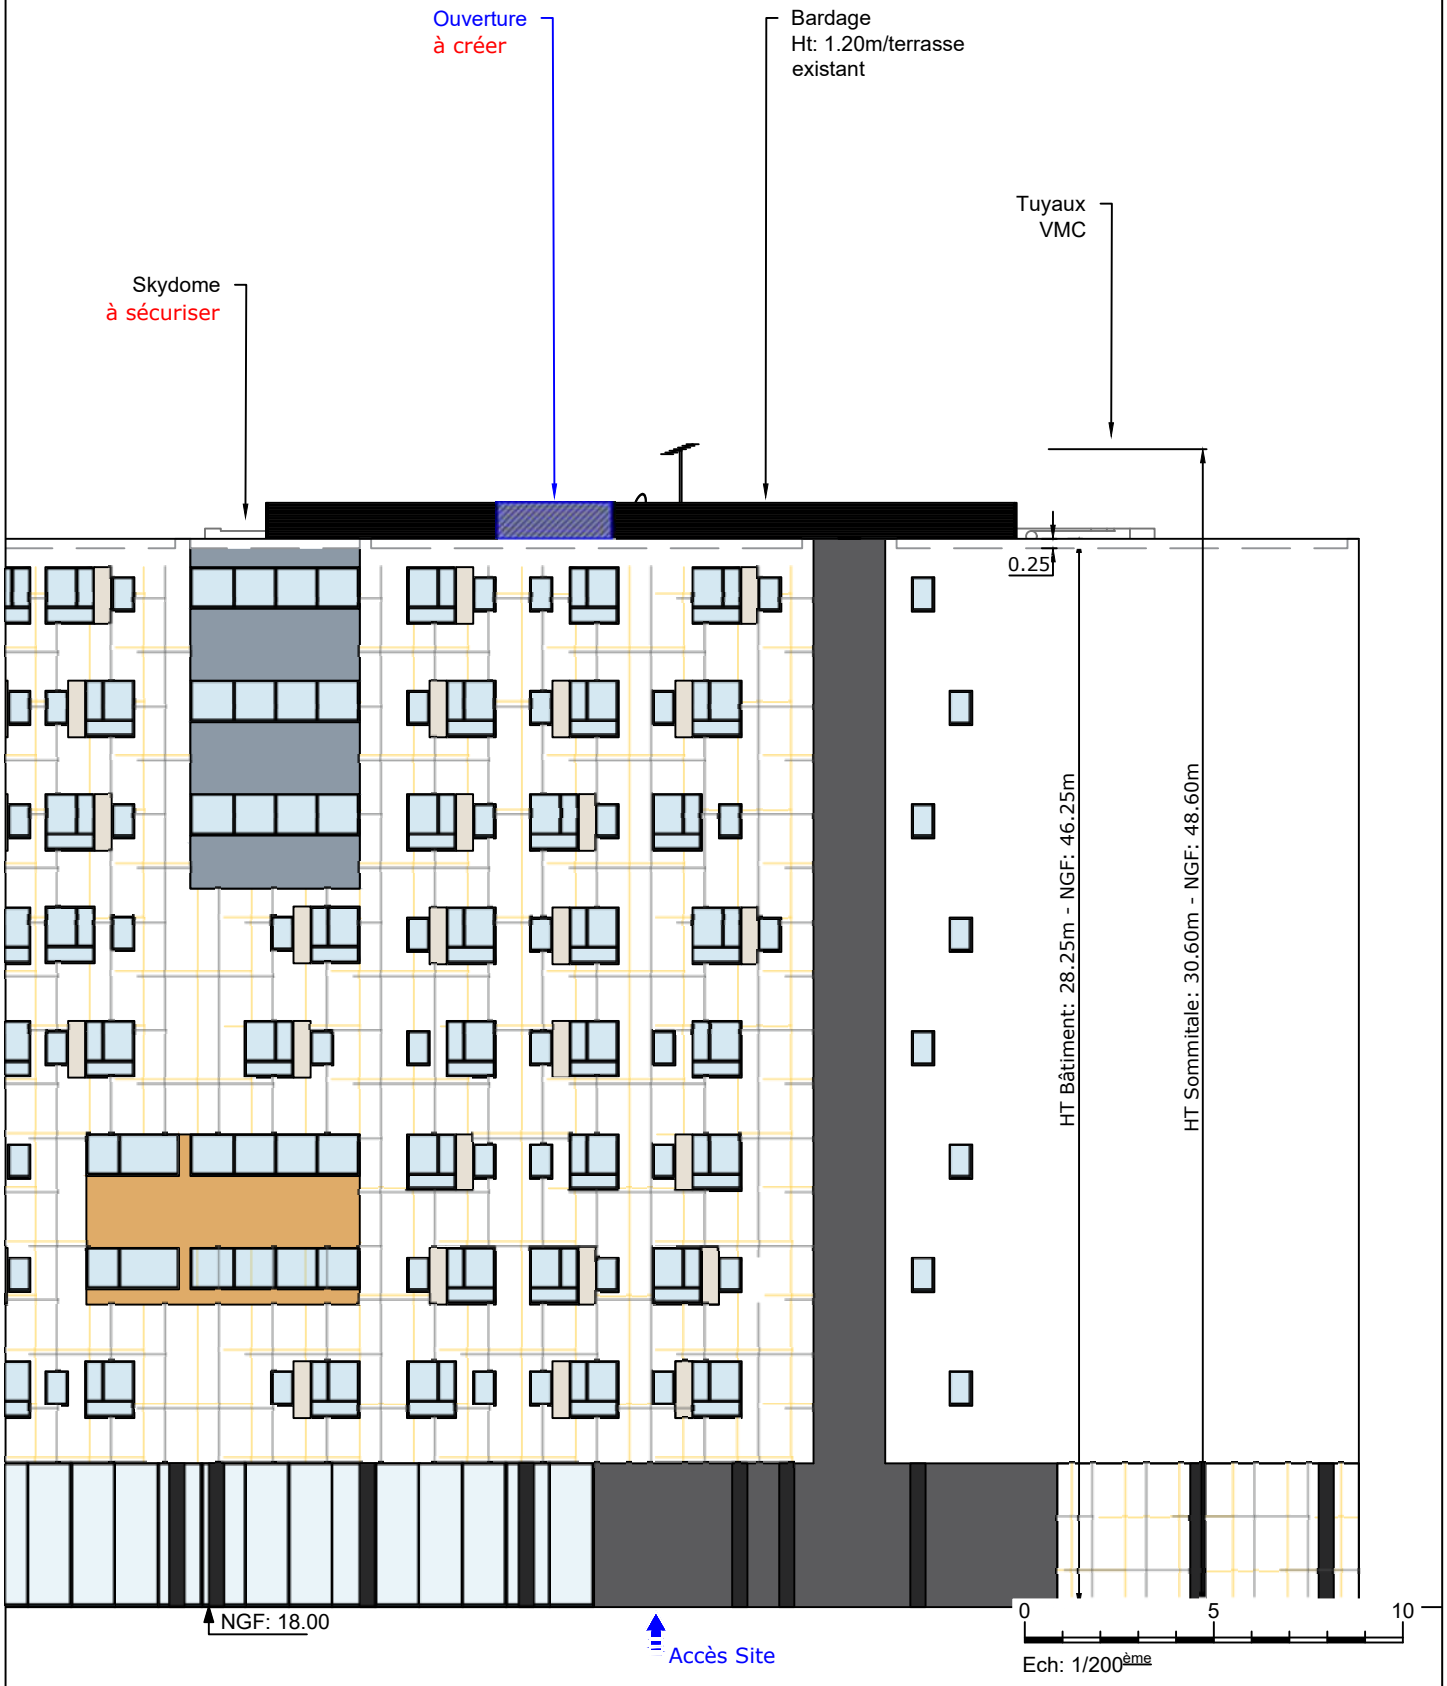 Ouverture
à créer
Bardage
Ht: 1.20m/terrasse
existant
Tuyaux
VMC
Skydome
à sécuriser
0.25
HT Bâtiment: 28.25m - NGF: 46.25m
HT Sommitale: 30.60m - NGF: 48.60m
NGF: 18.00
Accès Site
0 5 10
Ech: 1/200ème